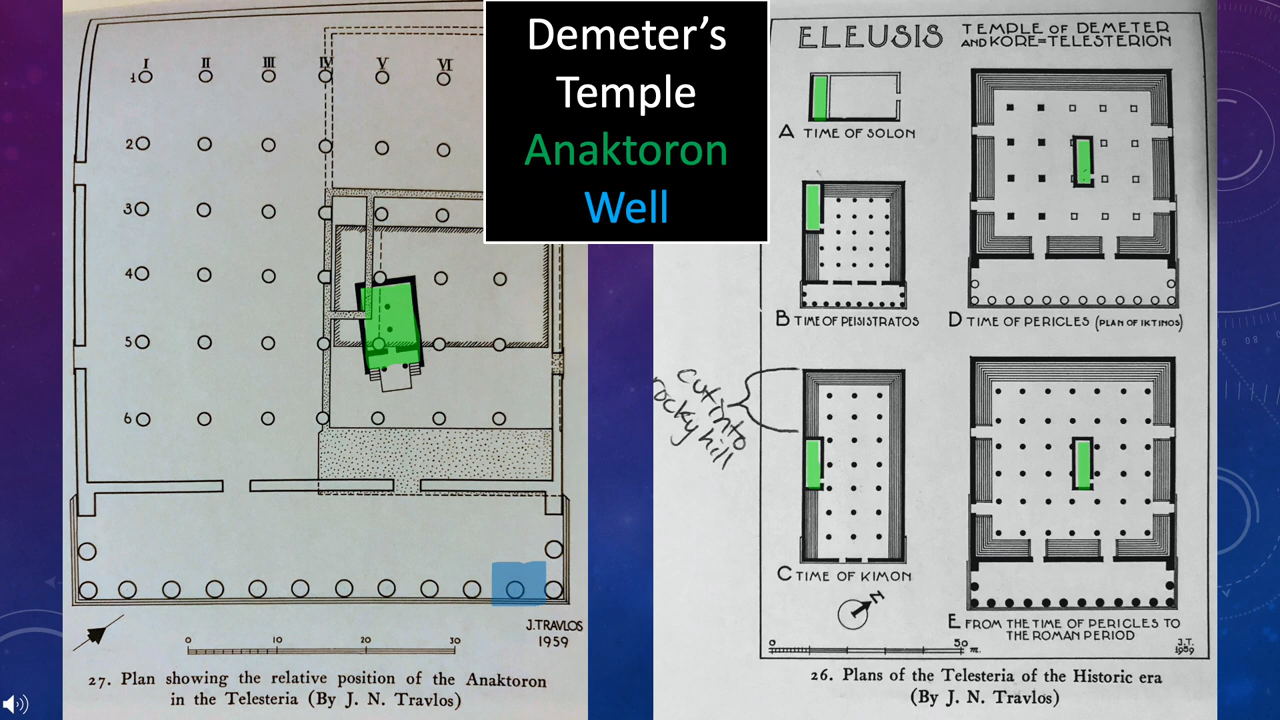 Demeter's
Temple
Anaktoron
Well
I II III IV V VI
1
2
3
4
5
6
J. TRAVLOS
1959
0 10 20 30
27. Plan showing the relative position of the Anaktoron
in the Telesteria (By J. N. Travlos)
ELEUSIS
TEMPLE OF DEMETER
AND KORE=TELESTERION
A TIME OF SOLON
B TIME OF PEISISTRATOS
D TIME OF PERICLES (PLAN OF IKTINOS)
cut into
rocky hill
C TIME OF KIMON
N
E FROM THE TIME OF PERICLES TO
THE ROMAN PERIOD
0 50 m.
J.T.
1959
26. Plans of the Telesteria of the Historic era
(By J. N. Travlos)